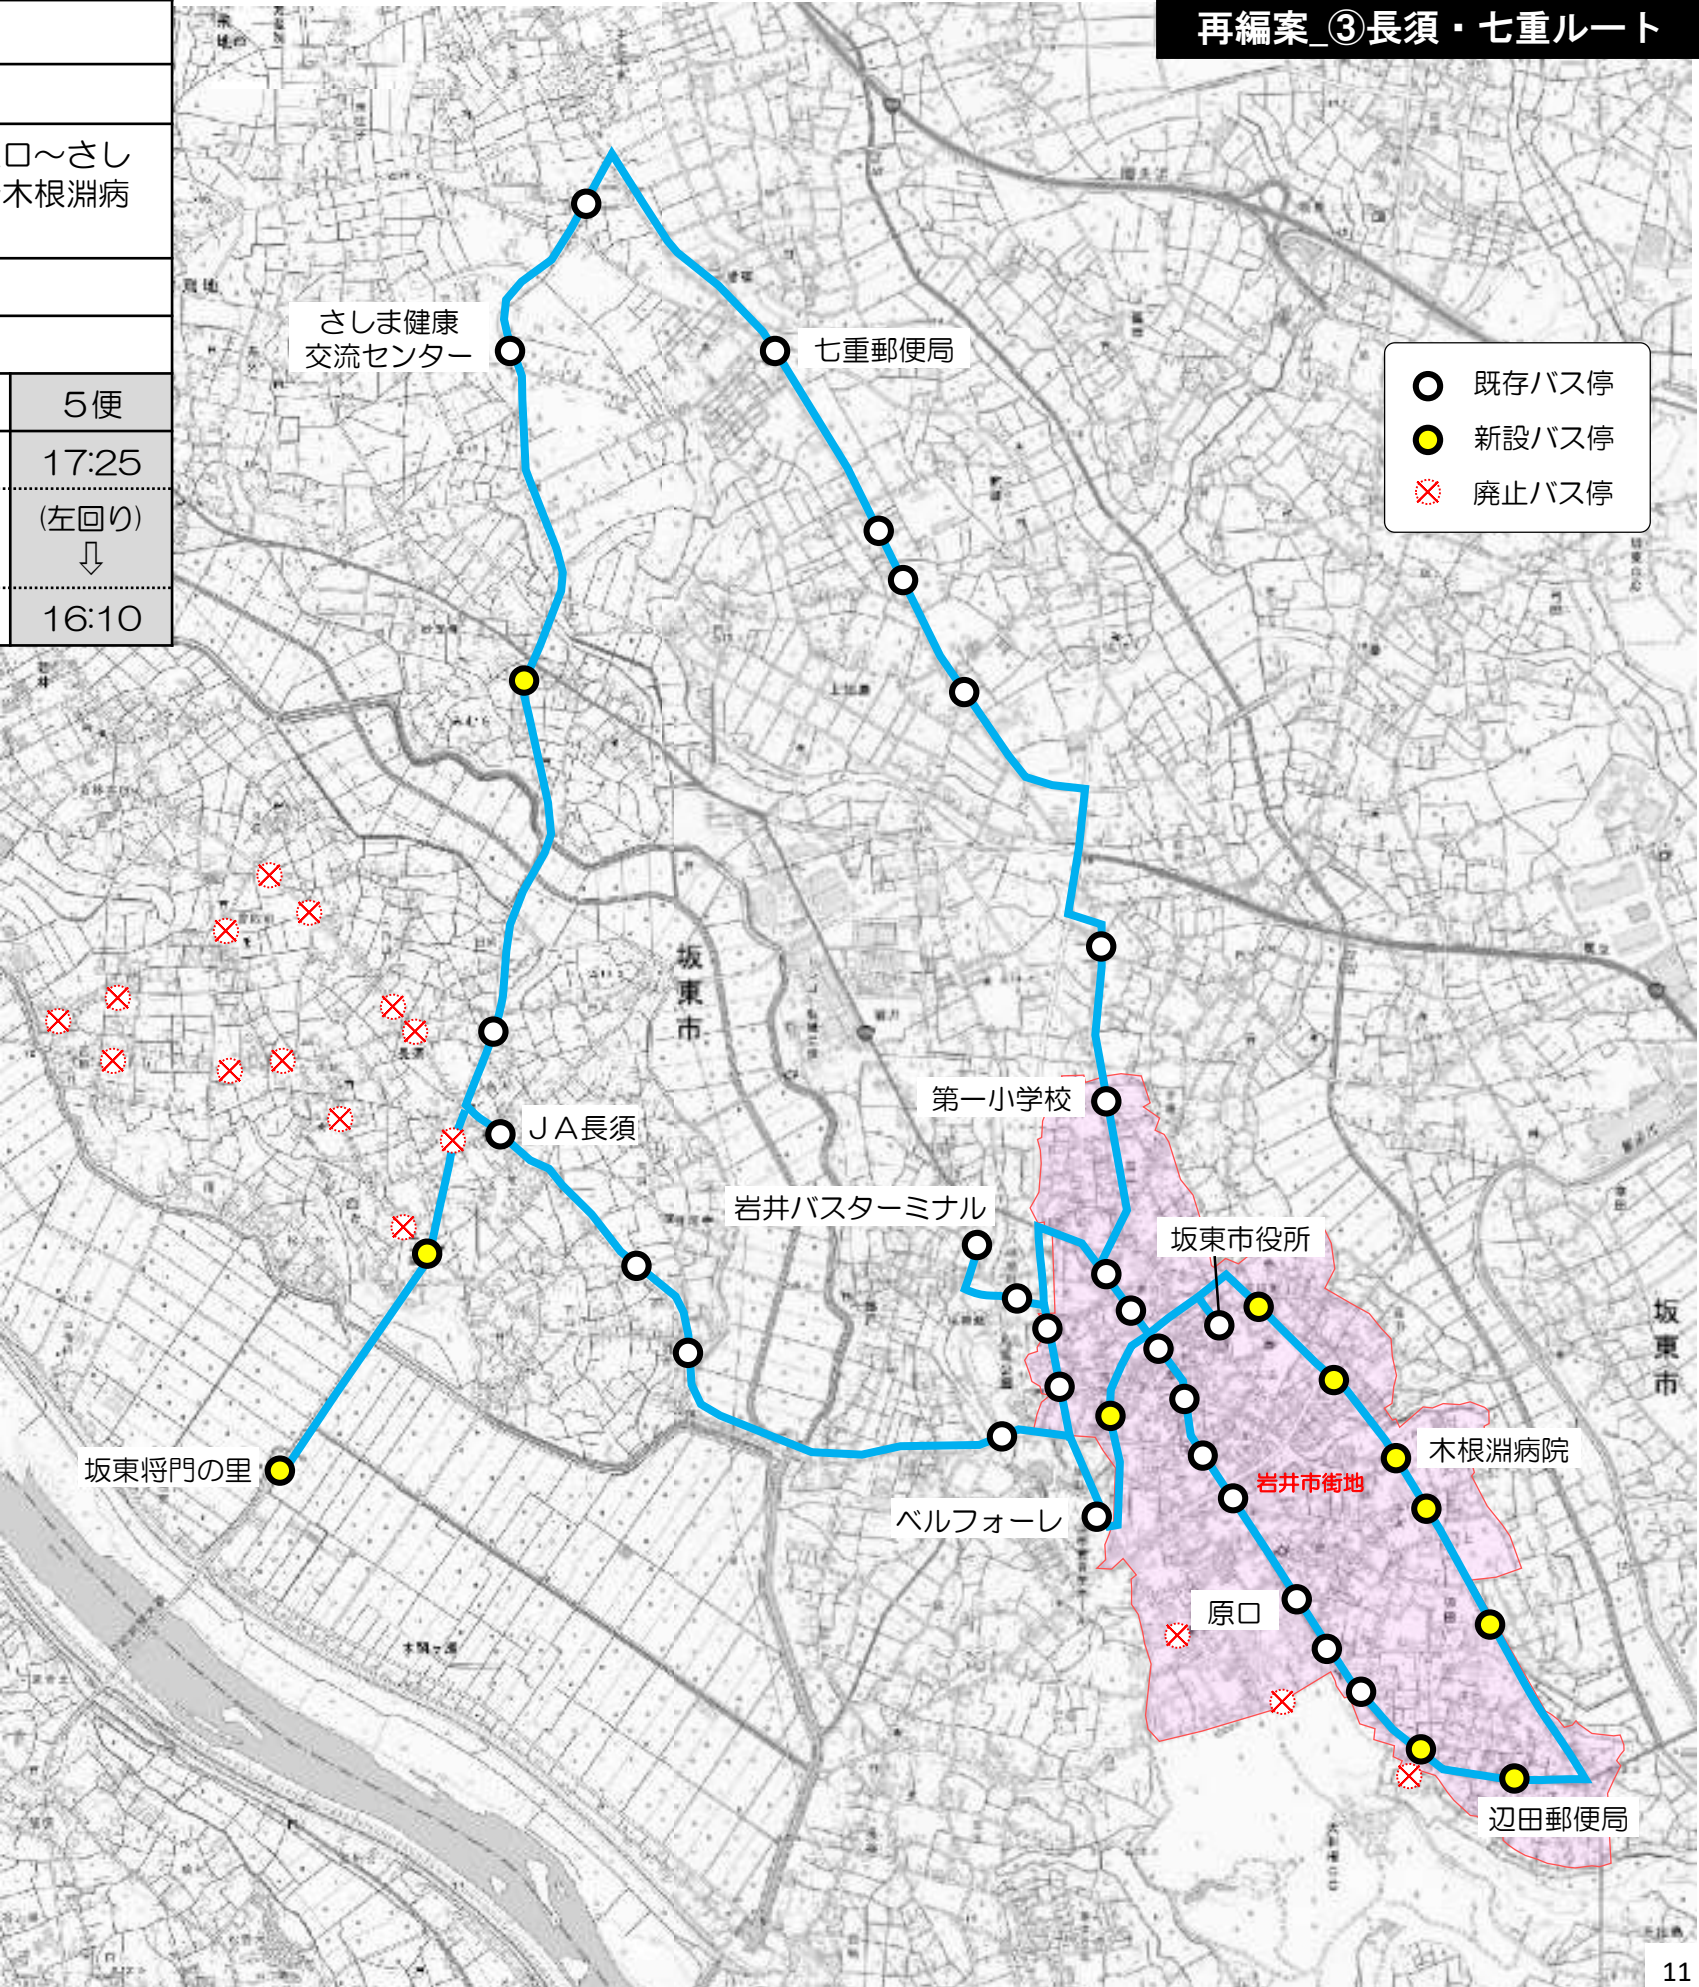 再編案_③長須・七重ルート
口～さし
木根淵病
5便
17:25
(左回り)
⇩
16:10
さしま健康
交流センター
七重郵便局
既存バス停
新設バス停
廃止バス停
坂東市
第一小学校
JA長須
岩井バスターミナル
坂東市役所
坂東市
坂東将門の里
木根淵病院
岩井市街地
ベルフォーレ
原口
辺田郵便局
11